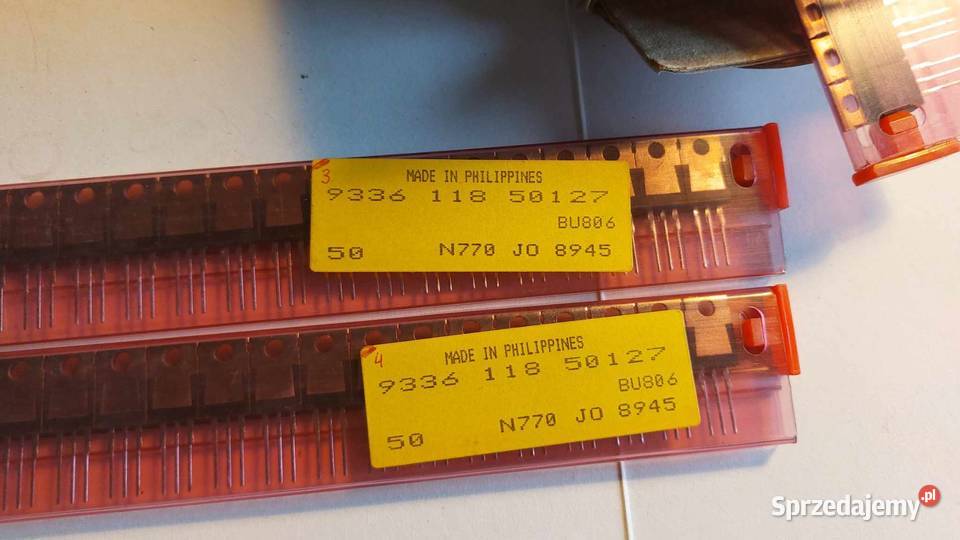 3
MADE IN PHILIPPINES
9336 118 50127
BU806
50 N770 JO 8945
4
MADE IN PHILIPPINES
9336 118 50127
BU806
50 N770 JO 8945
Sprzedajemy.pl